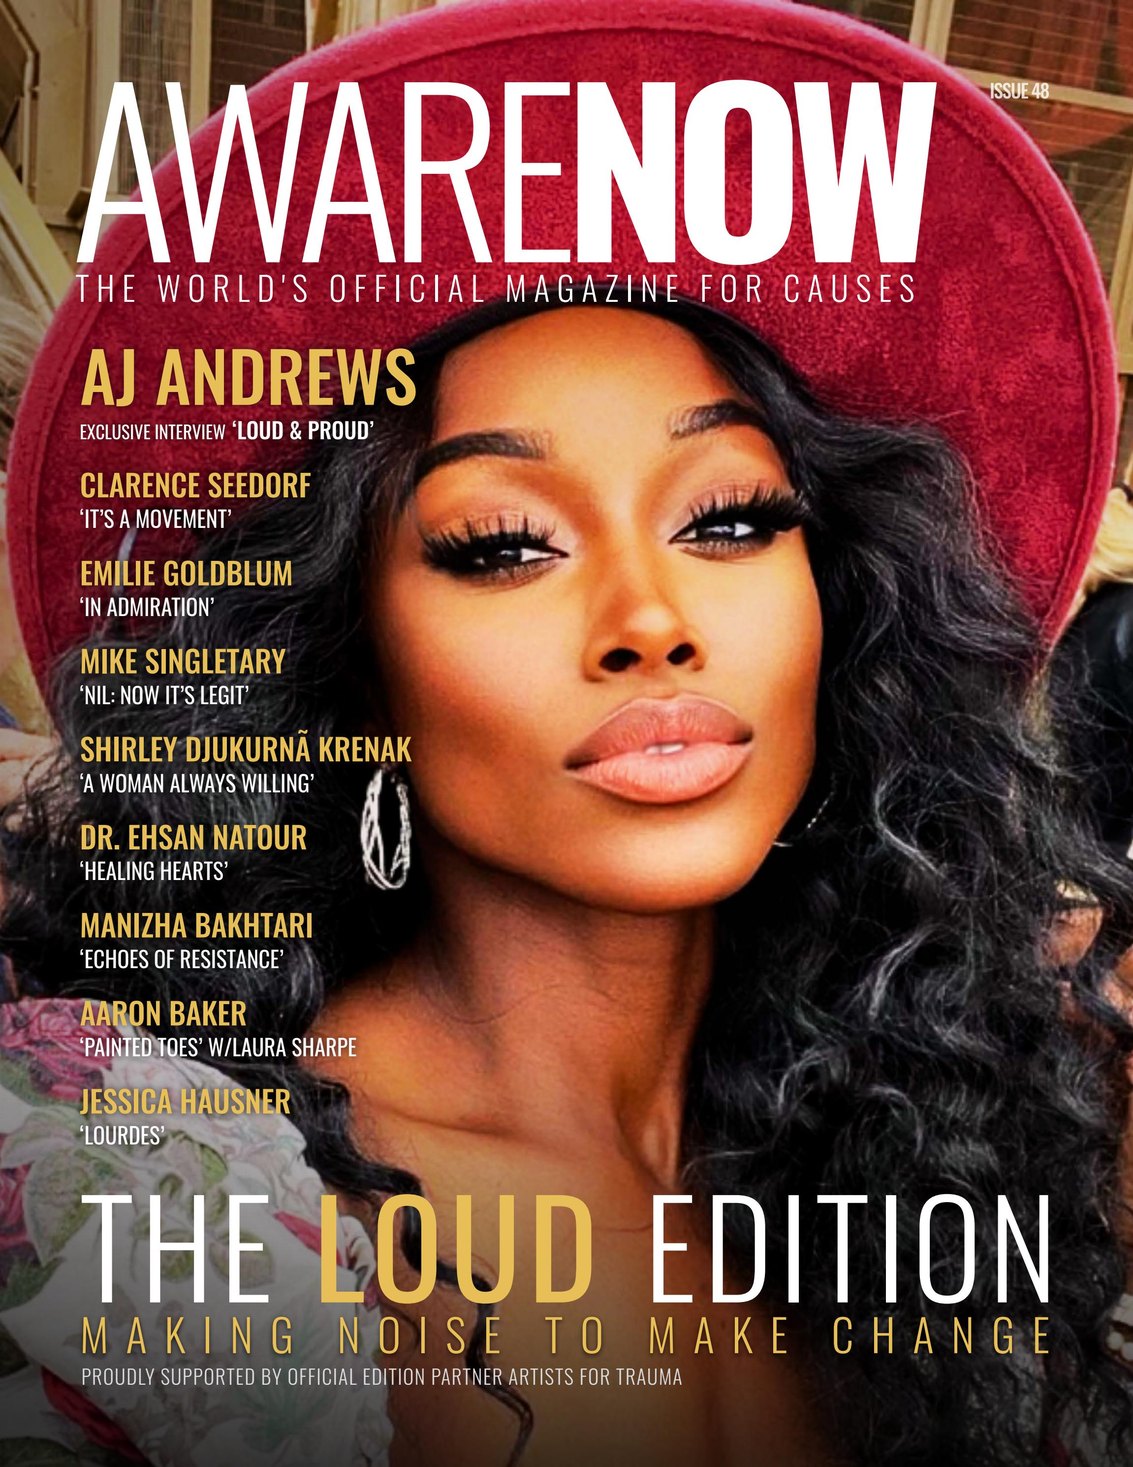 ISSUE 48
AWARENOW
THE WORLD'S OFFICIAL MAGAZINE FOR CAUSES
AJ ANDREWS
EXCLUSIVE INTERVIEW ‘LOUD & PROUD’
CLARENCE SEEDORF
‘IT’S A MOVEMENT’
EMILIE GOLDBLUM
‘IN ADMIRATION’
MIKE SINGLETARY
‘NIL: NOW IT’S LEGIT’
SHIRLEY DJUKURNÃ KRENAK
‘A WOMAN ALWAYS WILLING’
DR. EHSAN NATOUR
‘HEALING HEARTS’
MANIZHA BAKHTARI
‘ECHOES OF RESISTANCE’
AARON BAKER
‘PAINTED TOES’ W/LAURA SHARPE
JESSICA HAUSNER
‘LOURDES’
THE LOUD EDITION
MAKING NOISE TO MAKE CHANGE
PROUDLY SUPPORTED BY OFFICIAL EDITION PARTNER ARTISTS FOR TRAUMA